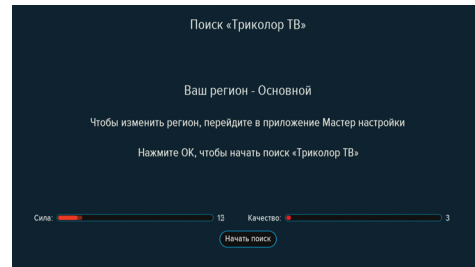 Поиск «Триколор ТВ»
Ваш регион - Основной
Чтобы изменить регион, перейдите в приложение Мастер настройки
Нажмите ОК, чтобы начать поиск «Триколор ТВ»
Сила: Качество: 3
Начать поиск